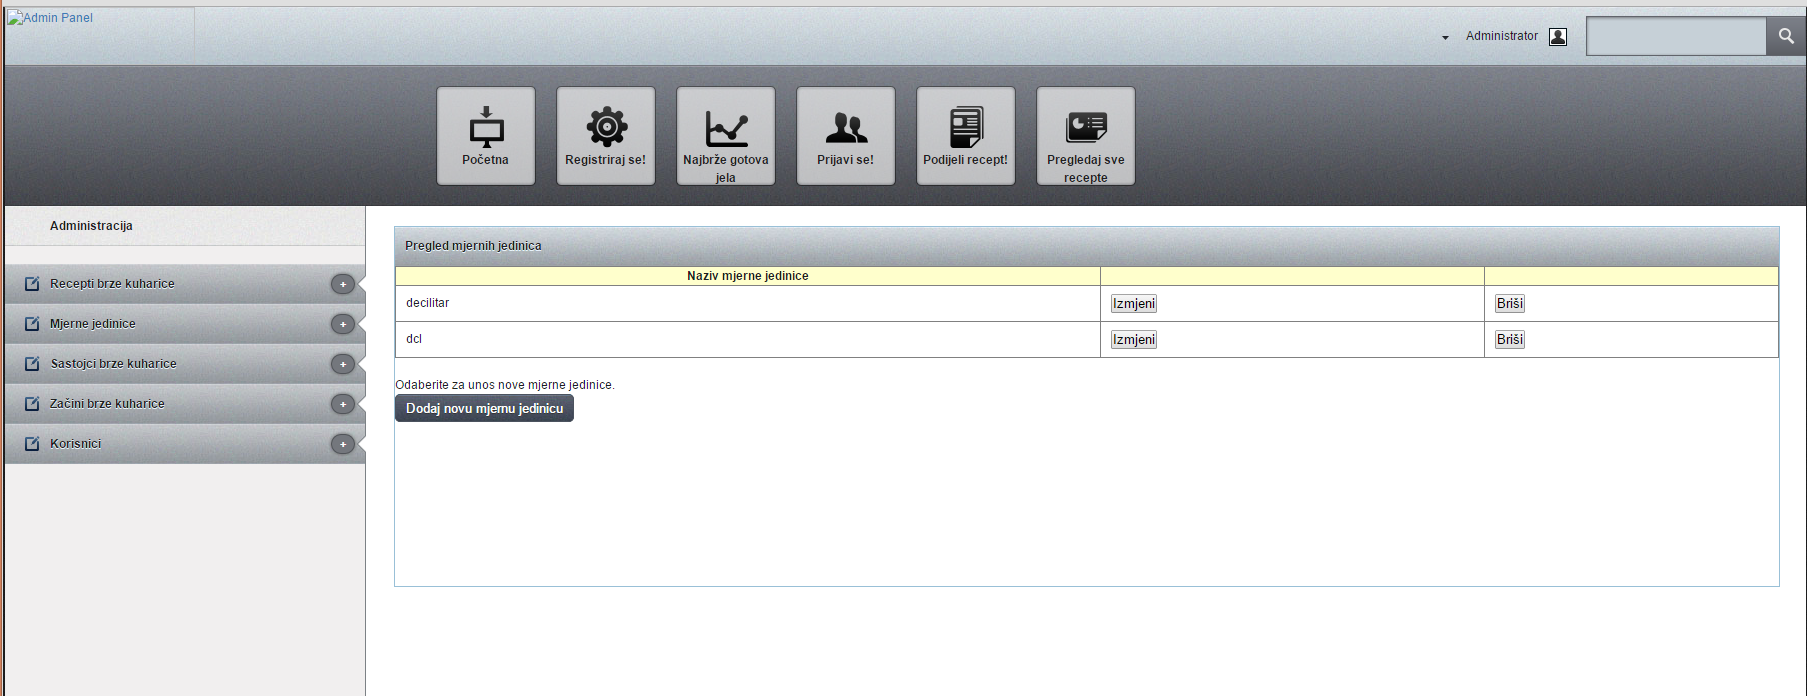 Admin Panel
Administrator
Početna
Registriraj se!
Najbrže gotova
jela
Prijavi se!
Podijeli recept!
Pregledaj sve
recepte
Administracija
Recepti brze kuharice
+
Mjerne jedinice
+
Sastojci brze kuharice
+
Začini brze kuharice
+
Korisnici
+
Pregled mjernih jedinica
Naziv mjerne jedinice
decilitar Izmjeni Briši
dcl Izmjeni Briši
Odaberite za unos nove mjerne jedinice.
Dodaj novu mjernu jedinicu